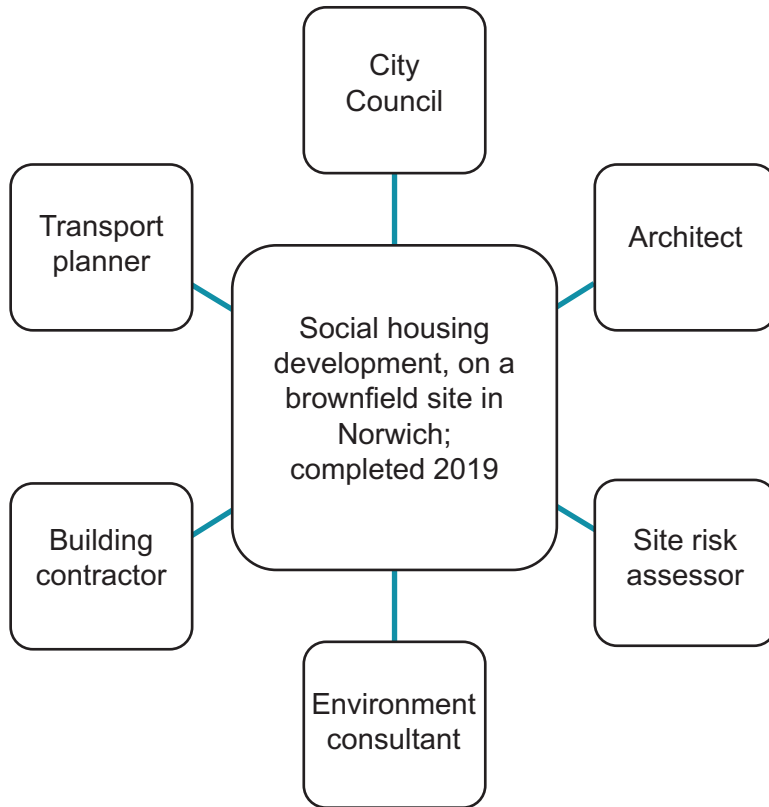 City
Council
Transport
planner
Architect
Social housing
development, on a
brownfield site in
Norwich;
completed 2019
Building
contractor
Site risk
assessor
Environment
consultant